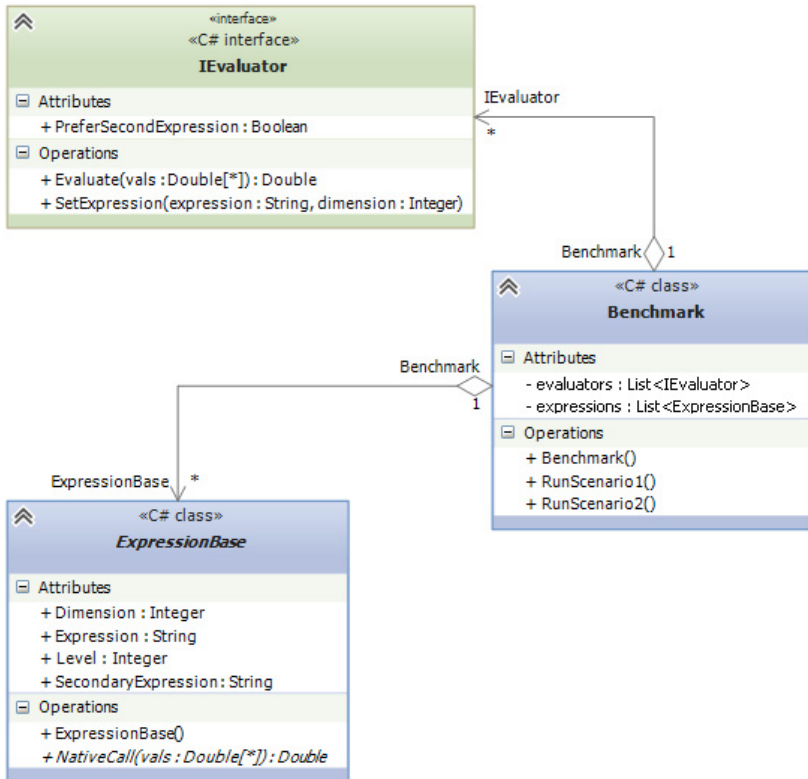 «interface»
«C# interface»
IEvaluator
Attributes
+ PreferSecondExpression : Boolean
Operations
+ Evaluate(vals : Double[*]) : Double
+ SetExpression(expression : String, dimension : Integer)
IEvaluator
*
Benchmark
1
«C# class»
Benchmark
Attributes
- evaluators : List<IEvaluator>
- expressions : List<ExpressionBase>
Operations
+ Benchmark()
+ RunScenario1()
+ RunScenario2()
Benchmark
1
ExpressionBase
*
«C# class»
ExpressionBase
Attributes
+ Dimension : Integer
+ Expression : String
+ Level : Integer
+ SecondaryExpression : String
Operations
+ ExpressionBase()
+ NativeCall(vals : Double[*]) : Double